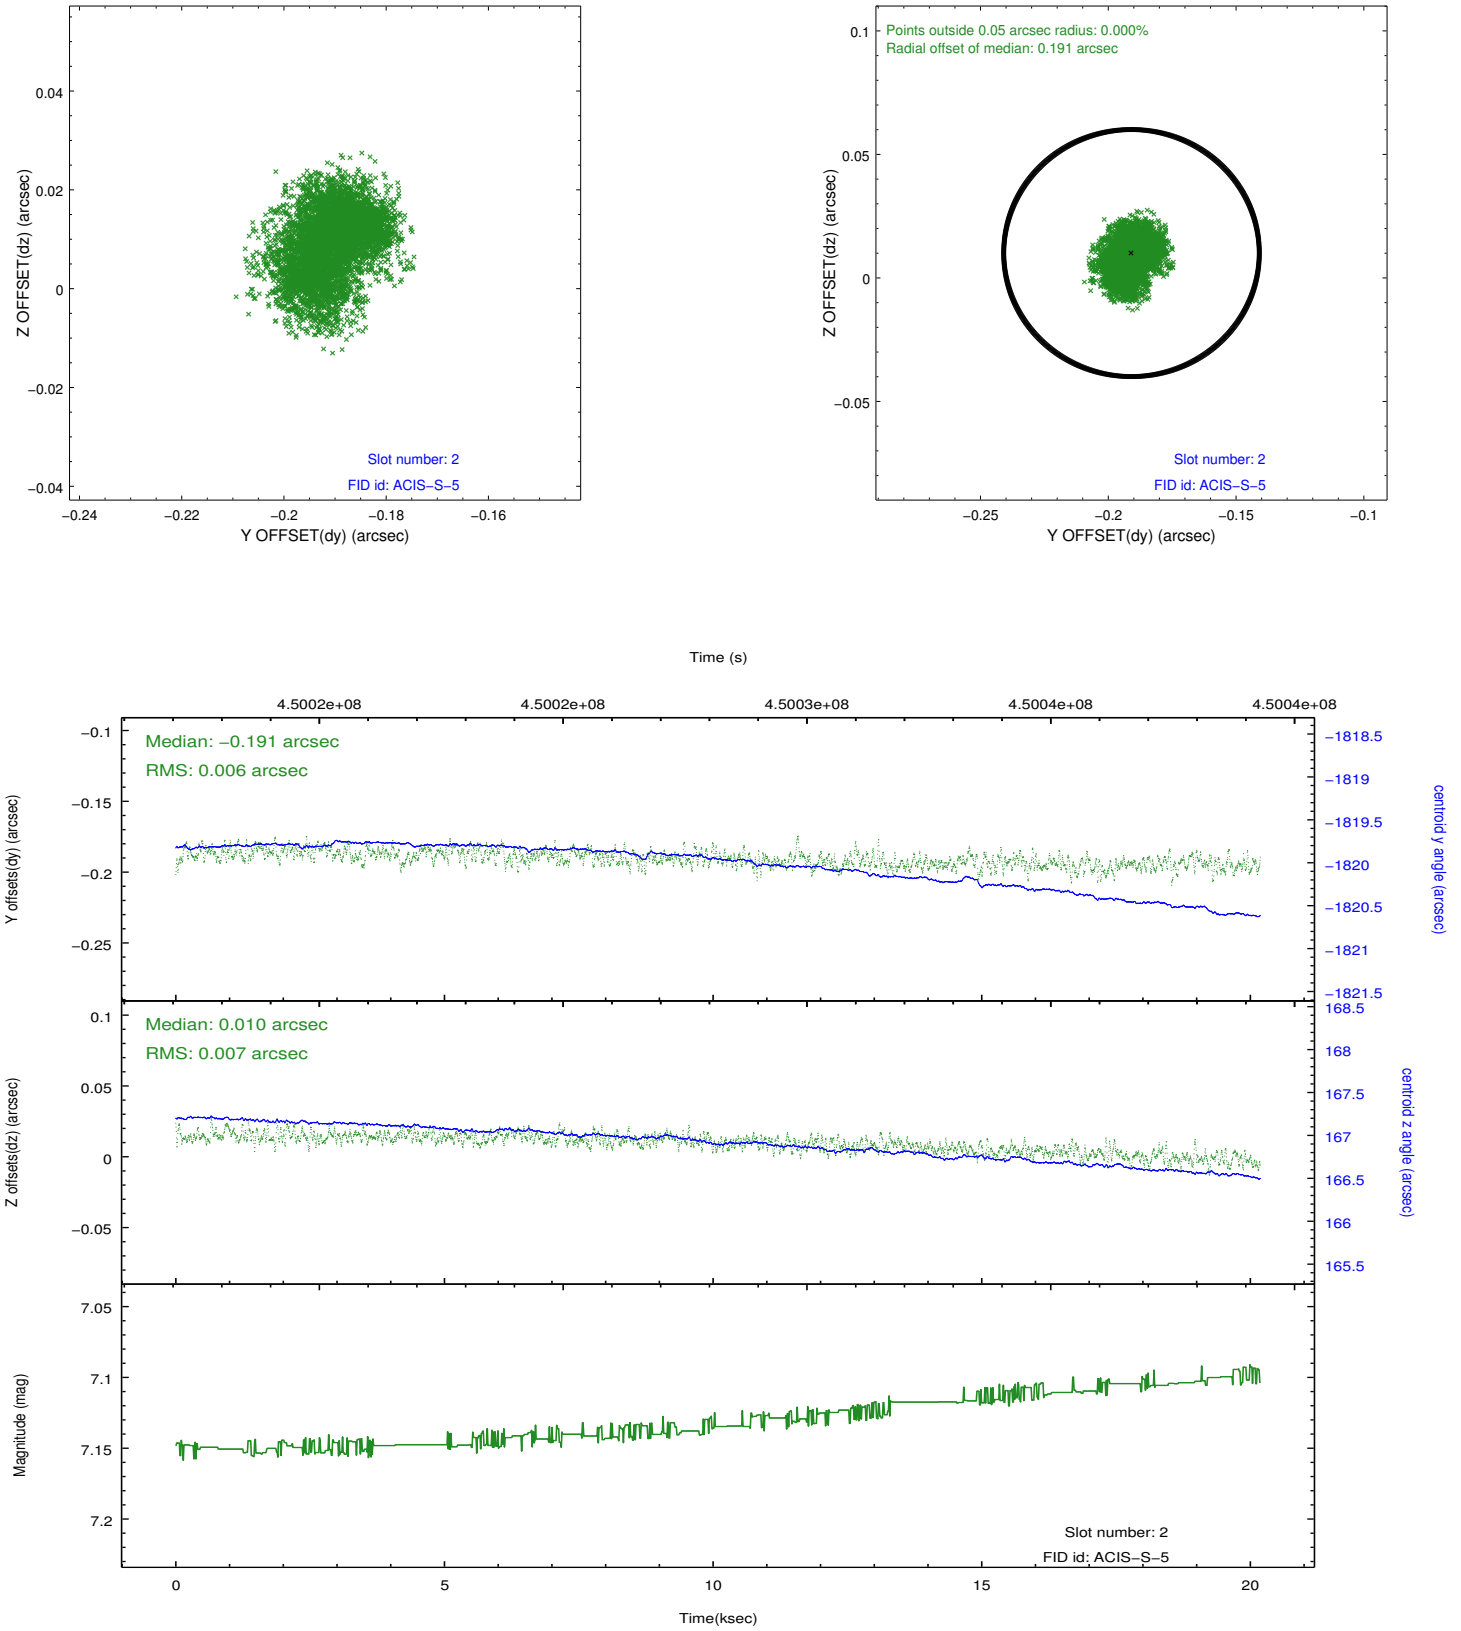 0.04
0.02
0
−0.02
−0.04
Z OFFSET(dz) (arcsec)
Slot number: 2
FID id: ACIS−S−5
−0.24 −0.22 −0.2 −0.18 −0.16
Y OFFSET(dy) (arcsec)
Points outside 0.05 arcsec radius: 0.000%
Radial offset of median: 0.191 arcsec
0.1
0.05
0
−0.05
Z OFFSET(dz) (arcsec)
Slot number: 2
FID id: ACIS−S−5
−0.25 −0.2 −0.15 −0.1
Y OFFSET(dy) (arcsec)
Time (s)
4.5002e+08 4.5002e+08 4.5003e+08 4.5004e+08 4.5004e+08
Median: −0.191 arcsec
RMS: 0.006 arcsec
−0.1
−0.15
−0.2
−0.25
Y offsets(dy) (arcsec)
−1818.5
−1819
−1819.5
−1820
−1820.5
−1821
−1821.5
centroid y angle (arcsec)
Median: 0.010 arcsec
RMS: 0.007 arcsec
0.1
0.05
0
−0.05
Z offsets(dz) (arcsec)
168.5
168
167.5
167
166.5
166
165.5
centroid z angle (arcsec)
7.05
7.1
7.15
7.2
Magnitude (mag)
Slot number: 2
FID id: ACIS−S−5
0 5 10 15 20
Time(ksec)